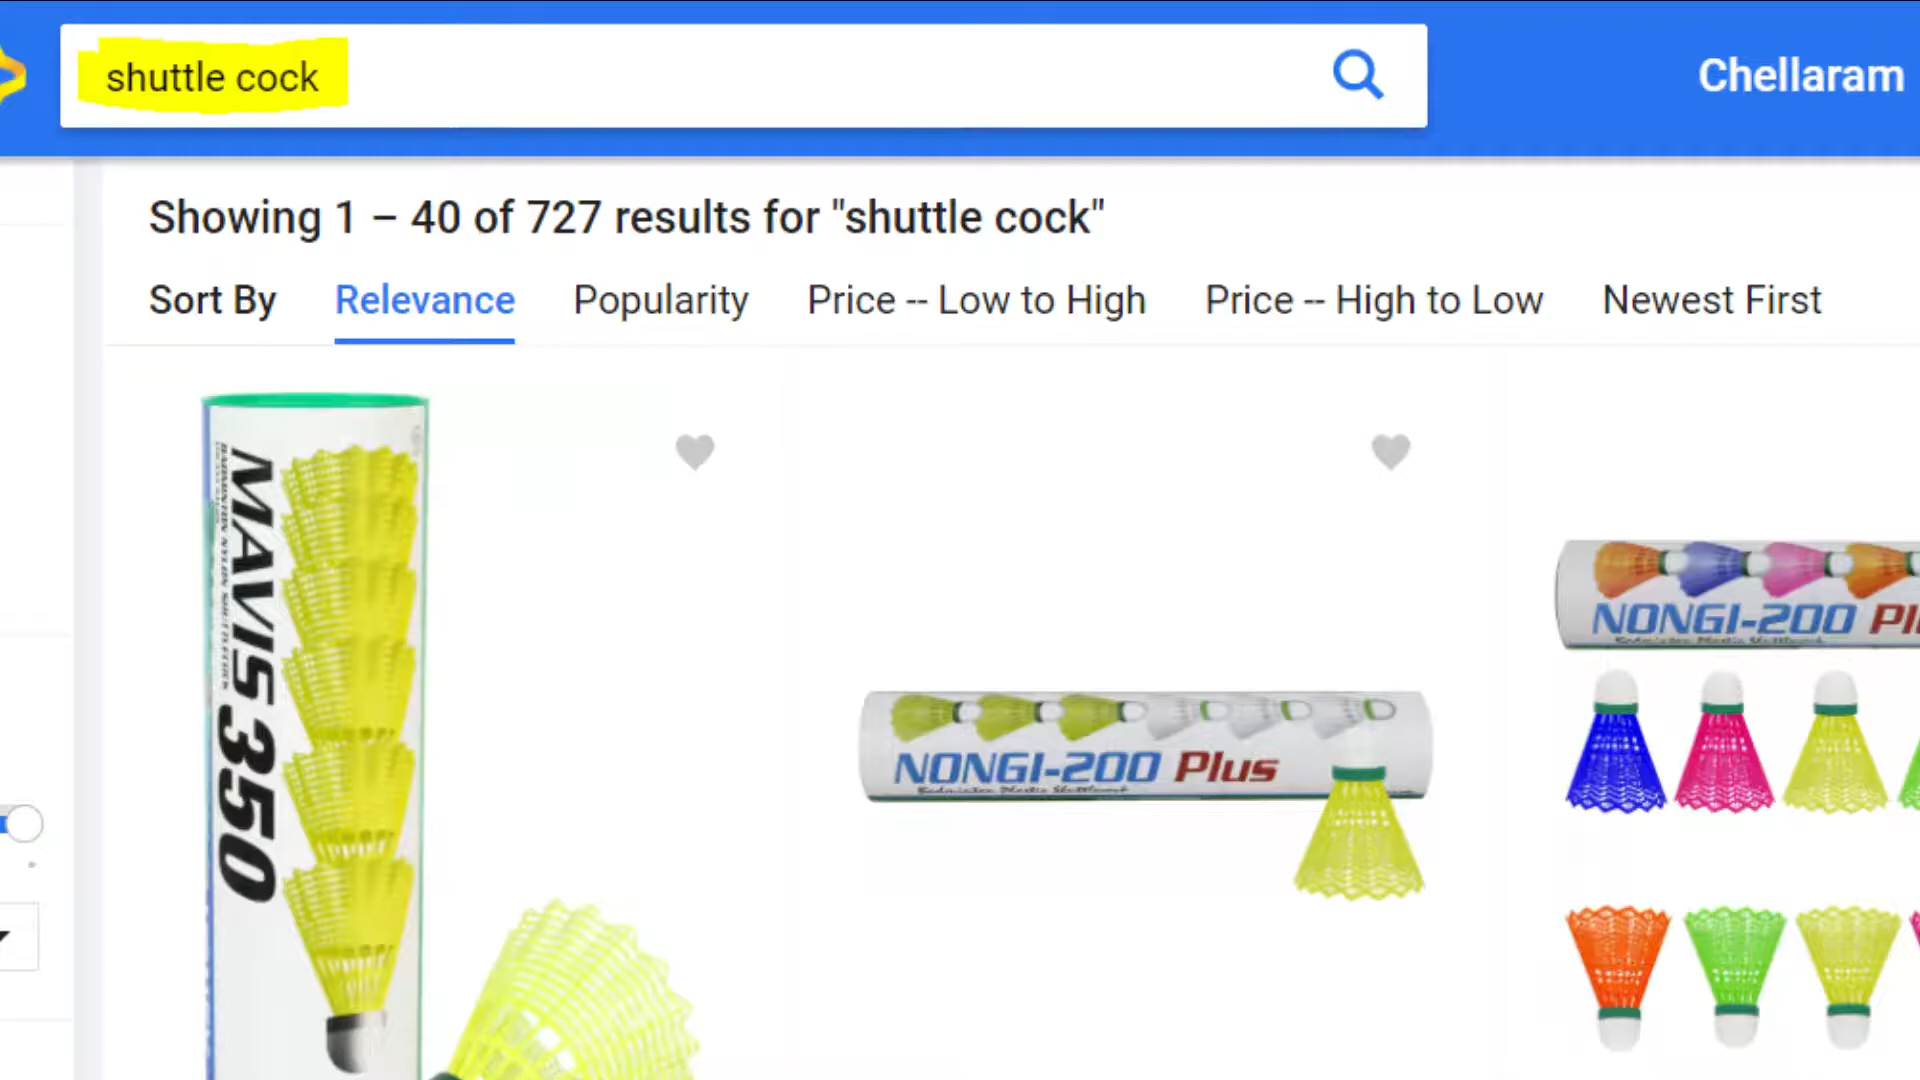 shuttle cock
Chellaram
Showing 1 – 40 of 727 results for "shuttle cock"
Sort By Relevance Popularity Price -- Low to High Price -- High to Low Newest First
MAVIS 350
NONGI-200 Plus
NONGI-200